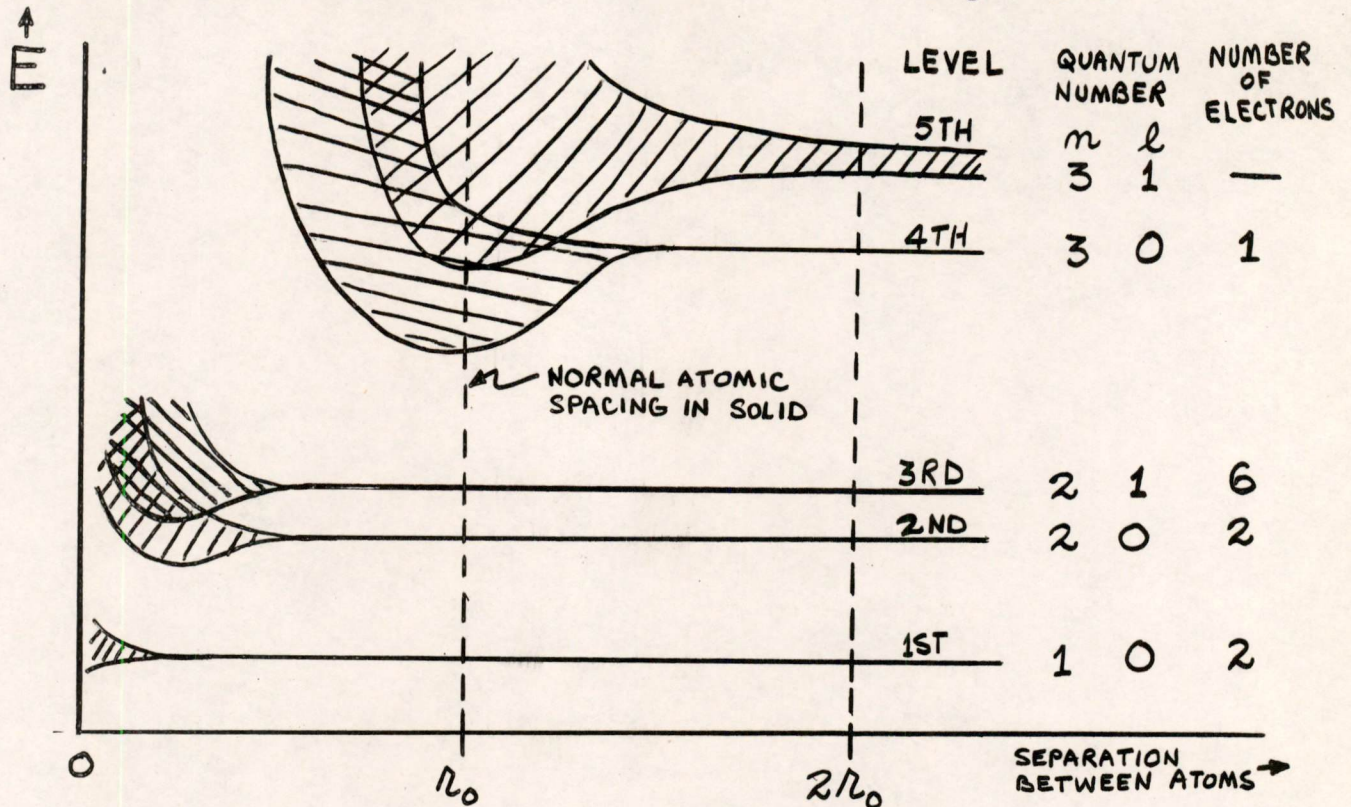 E
LEVEL
QUANTUM
NUMBER
n l
NUMBER
OF
ELECTRONS
5TH
3 1 —
4TH
3 0 1
NORMAL ATOMIC
SPACING IN SOLID
3RD
2 1 6
2ND
2 0 2
1ST
1 0 2
0
r₀
2r₀
SEPARATION
BETWEEN ATOMS